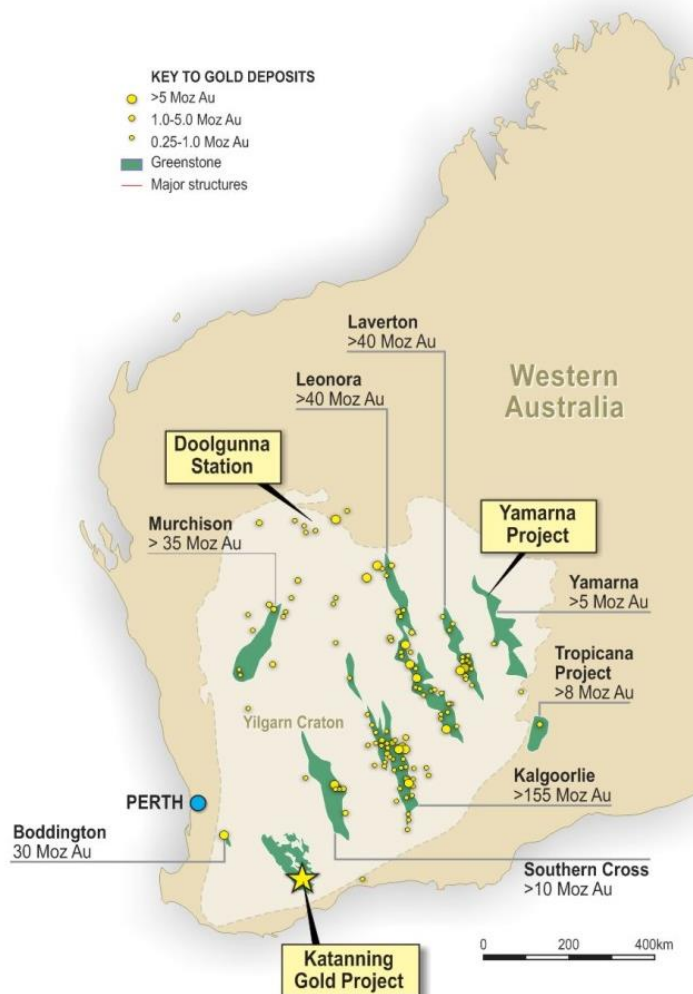 KEY TO GOLD DEPOSITS
>5 Moz Au
1.0-5.0 Moz Au
0.25-1.0 Moz Au
Greenstone
Major structures
Laverton
>40 Moz Au
Leonora
>40 Moz Au
Western
Australia
Doolgunna
Station
Murchison
> 35 Moz Au
Yamarna
Project
Yamarna
>5 Moz Au
Tropicana
Project
>8 Moz Au
Yilgarn Craton
Kalgoorlie
>155 Moz Au
PERTH
Boddington
30 Moz Au
Southern Cross
>10 Moz Au
Katanning
Gold Project
0 200 400km